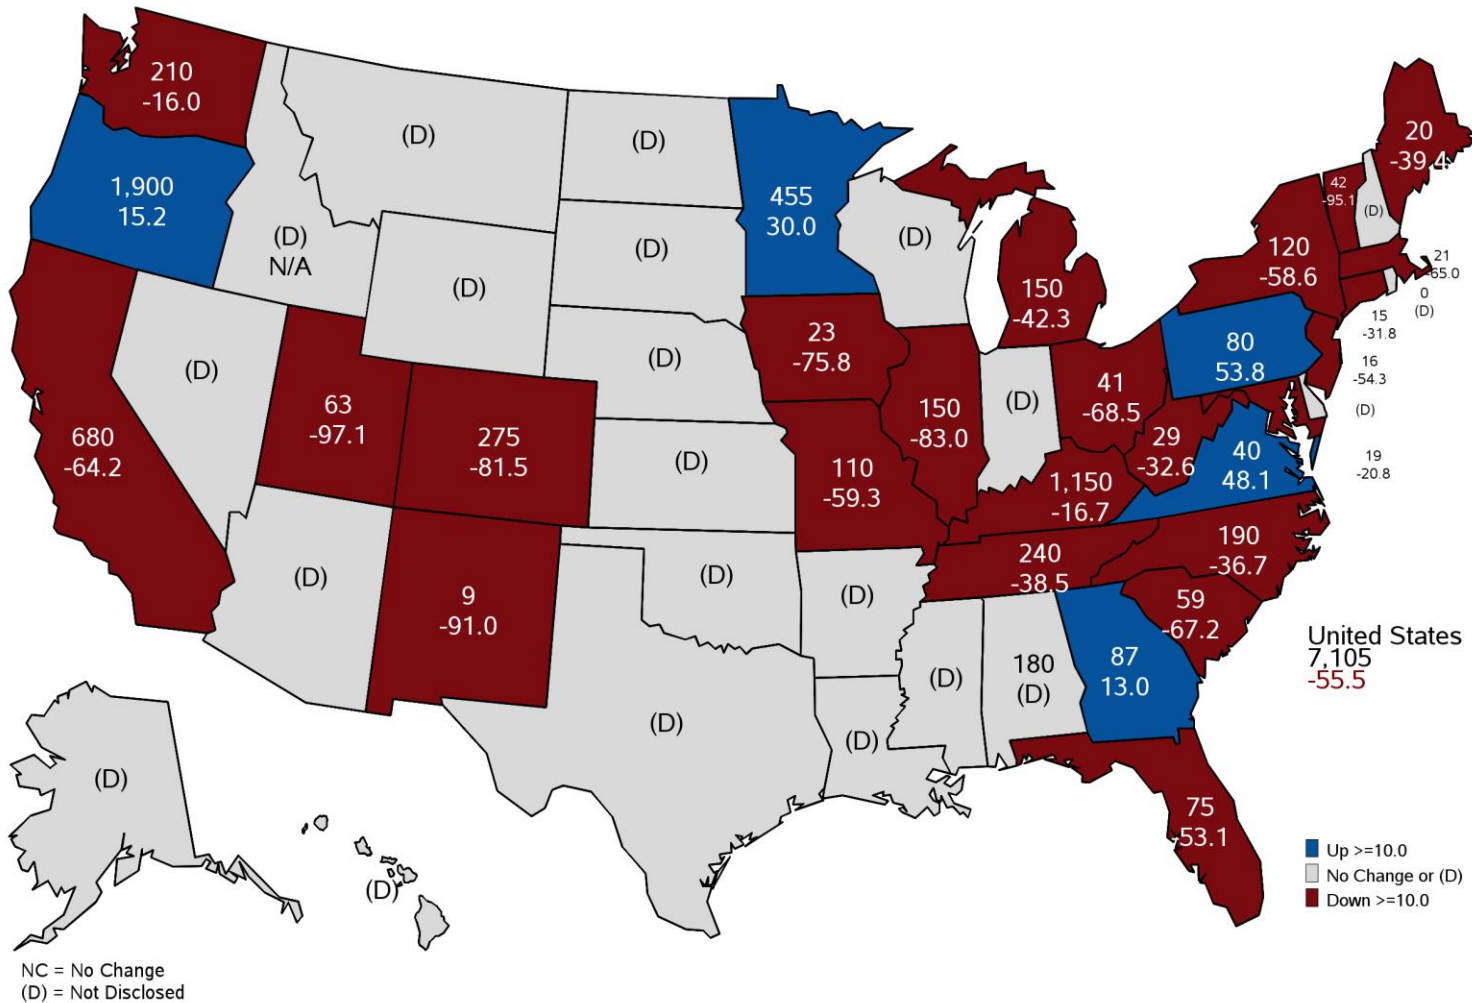 210
-16.0
1,900
15.2
(D)
N/A
(D)
(D)
(D)
(D)
455
30.0
(D)
150
-42.3
20
-39.4
42
-95.1
(D)
120
-58.6
21
-65.0
0
(D)
15
-31.8
16
-54.3
(D)
19
-20.8
680
-64.2
(D)
63
-97.1
275
-81.5
(D)
(D)
23
-75.8
150
-83.0
(D)
41
-68.5
80
53.8
29
-32.6
40
48.1
110
-59.3
1,150
-16.7
(D)
9
-91.0
(D)
(D)
240
-38.5
190
-36.7
59
-67.2
(D)
(D)
(D)
180
(D)
87
13.0
75
-53.1
United States
7,105
-55.5
(D)
(D)
Up >=10.0
No Change or (D)
Down >=10.0
NC = No Change
(D) = Not Disclosed